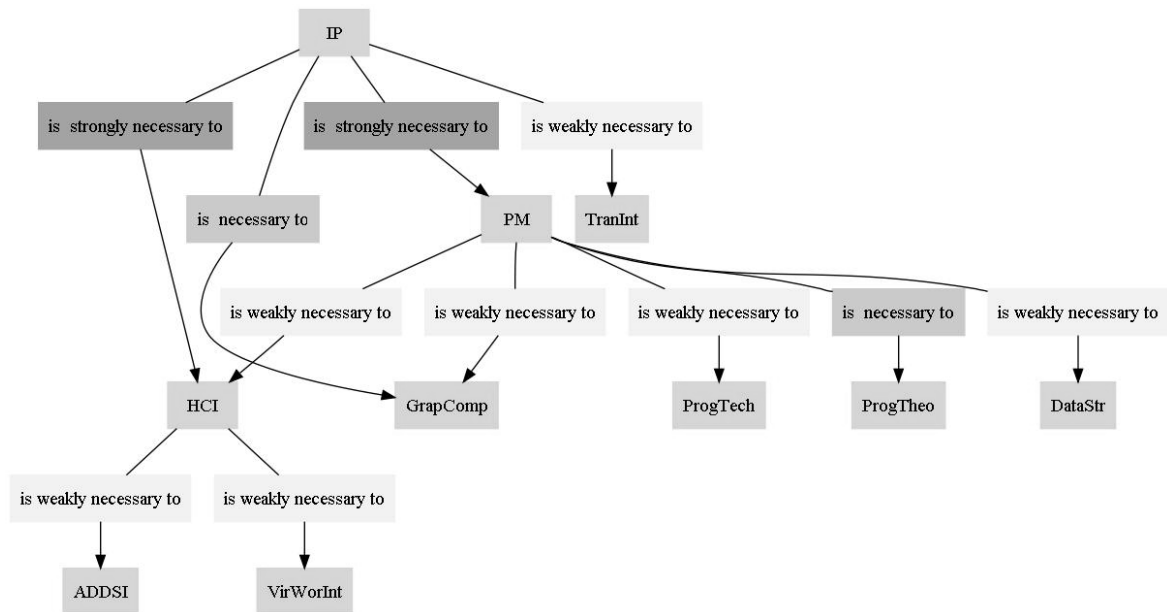 IP
is  strongly necessary to
is  strongly necessary to
is weakly necessary to
is  necessary to
PM
TranInt
is weakly necessary to
is weakly necessary to
is weakly necessary to
is  necessary to
is weakly necessary to
HCI
GrapComp
ProgTech
ProgTheo
DataStr
is weakly necessary to
is weakly necessary to
ADDSI
VirWorInt